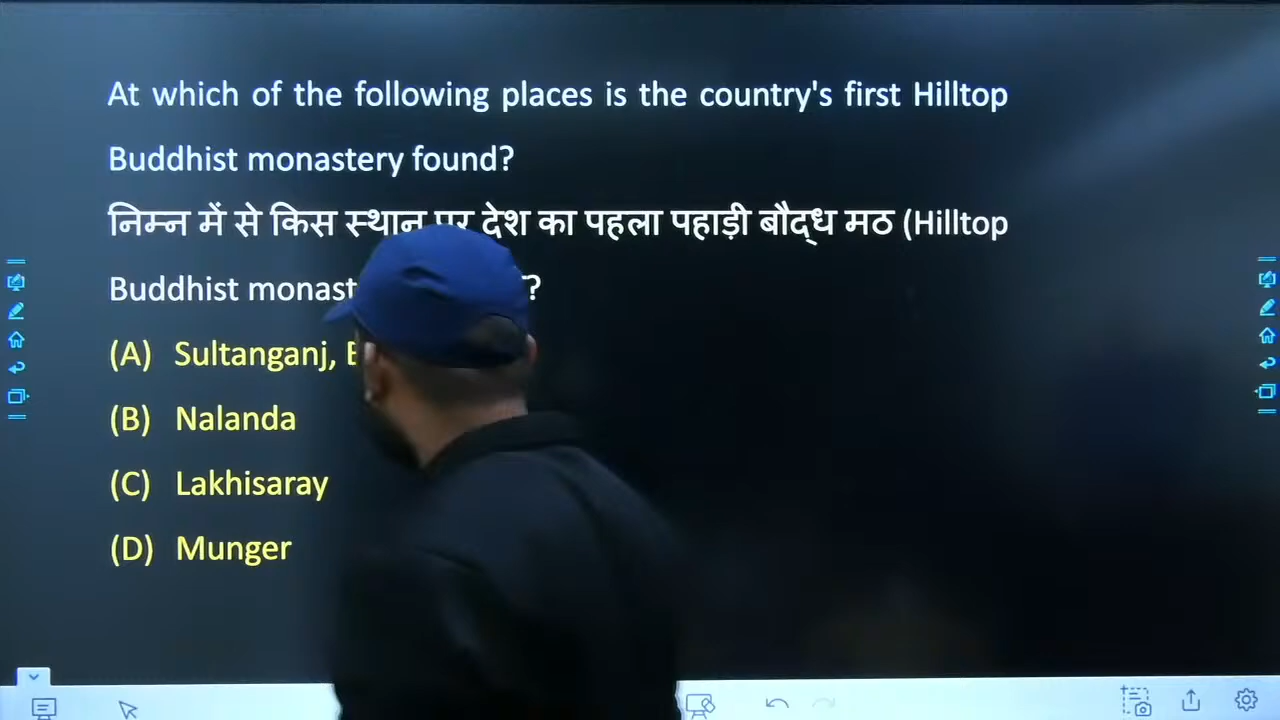 At which of the following places is the country's first Hilltop
Buddhist monastery found?
निम्न में से किस स्थान पर देश का पहला पहाड़ी बौद्ध मठ (Hilltop
Buddhist ?
(A) Sultanganj,
(B) Nalanda
(C) Lakhisaray
(D) Munger